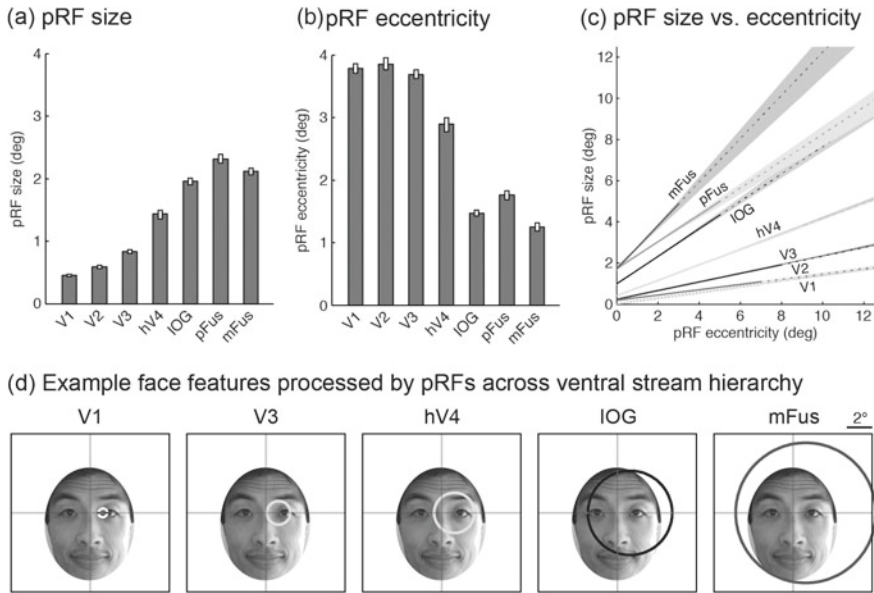 (a) pRF size
(b) pRF eccentricity
(c) pRF size vs. eccentricity
pRF size (deg)
4
3
2
1
0
V1 V2 V3 hV4 IOG pFus mFus
pRF eccentricity (deg)
4
3
2
1
0
V1 V2 V3 hV4 IOG pFus mFus
pRF size (deg)
12
10
8
6
4
2
0
mFus
pFus
IOG
hV4
V3
V2
V1
0 2 4 6 8 10 12
pRF eccentricity (deg)
(d) Example face features processed by pRFs across ventral stream hierarchy
V1 V3 hV4 IOG mFus 2°